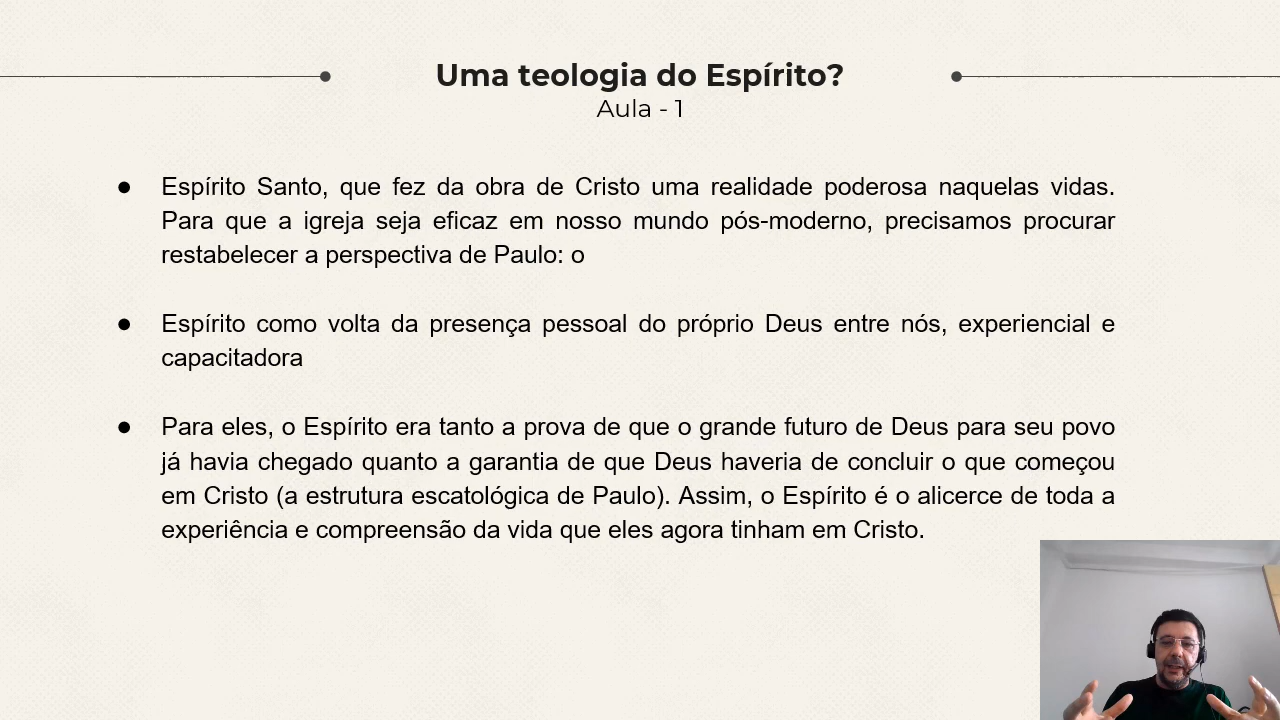 Uma teologia do Espírito?
Aula - 1
● Espírito Santo, que fez da obra de Cristo uma realidade poderosa naquelas vidas.
Para que a igreja seja eficaz em nosso mundo pós-moderno, precisamos procurar
restabelecer a perspectiva de Paulo: o
● Espírito como volta da presença pessoal do próprio Deus entre nós, experiencial e
capacitadora
● Para eles, o Espírito era tanto a prova de que o grande futuro de Deus para seu povo
já havia chegado quanto a garantia de que Deus haveria de concluir o que começou
em Cristo (a estrutura escatológica de Paulo). Assim, o Espírito é o alicerce de toda a
experiência e compreensão da vida que eles agora tinham em Cristo.